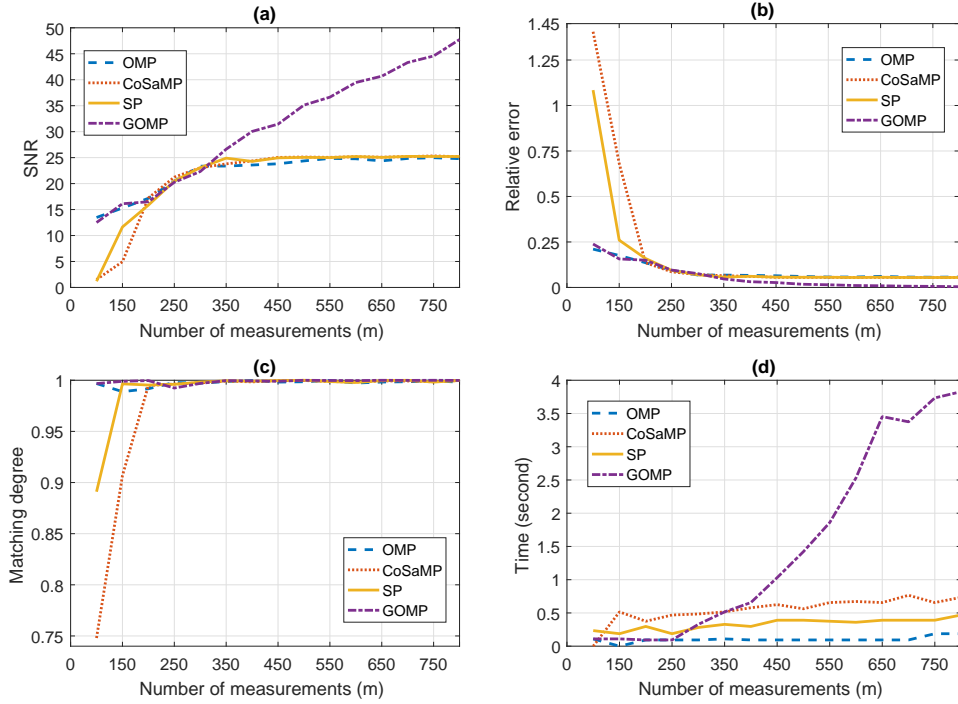 (a)
50
45
40
35
30
25
20
15
10
5
0
SNR
OMP
CoSaMP
SP
GOMP
0 150 250 350 450 550 650 750
Number of measurements (m)
(b)
1.45
1.25
1
0.75
0.5
0.25
0
Relative error
OMP
CoSaMP
SP
GOMP
0 150 250 350 450 550 650 750
Number of measurements (m)
(c)
1
0.95
0.9
0.85
0.8
0.75
Matching degree
OMP
CoSaMP
SP
GOMP
0 150 250 350 450 550 650 750
Number of measurements (m)
(d)
4
3.5
3
2.5
2
1.5
1
0.5
0
Time (second)
OMP
CoSaMP
SP
GOMP
0 150 250 350 450 550 650 750
Number of measurements (m)